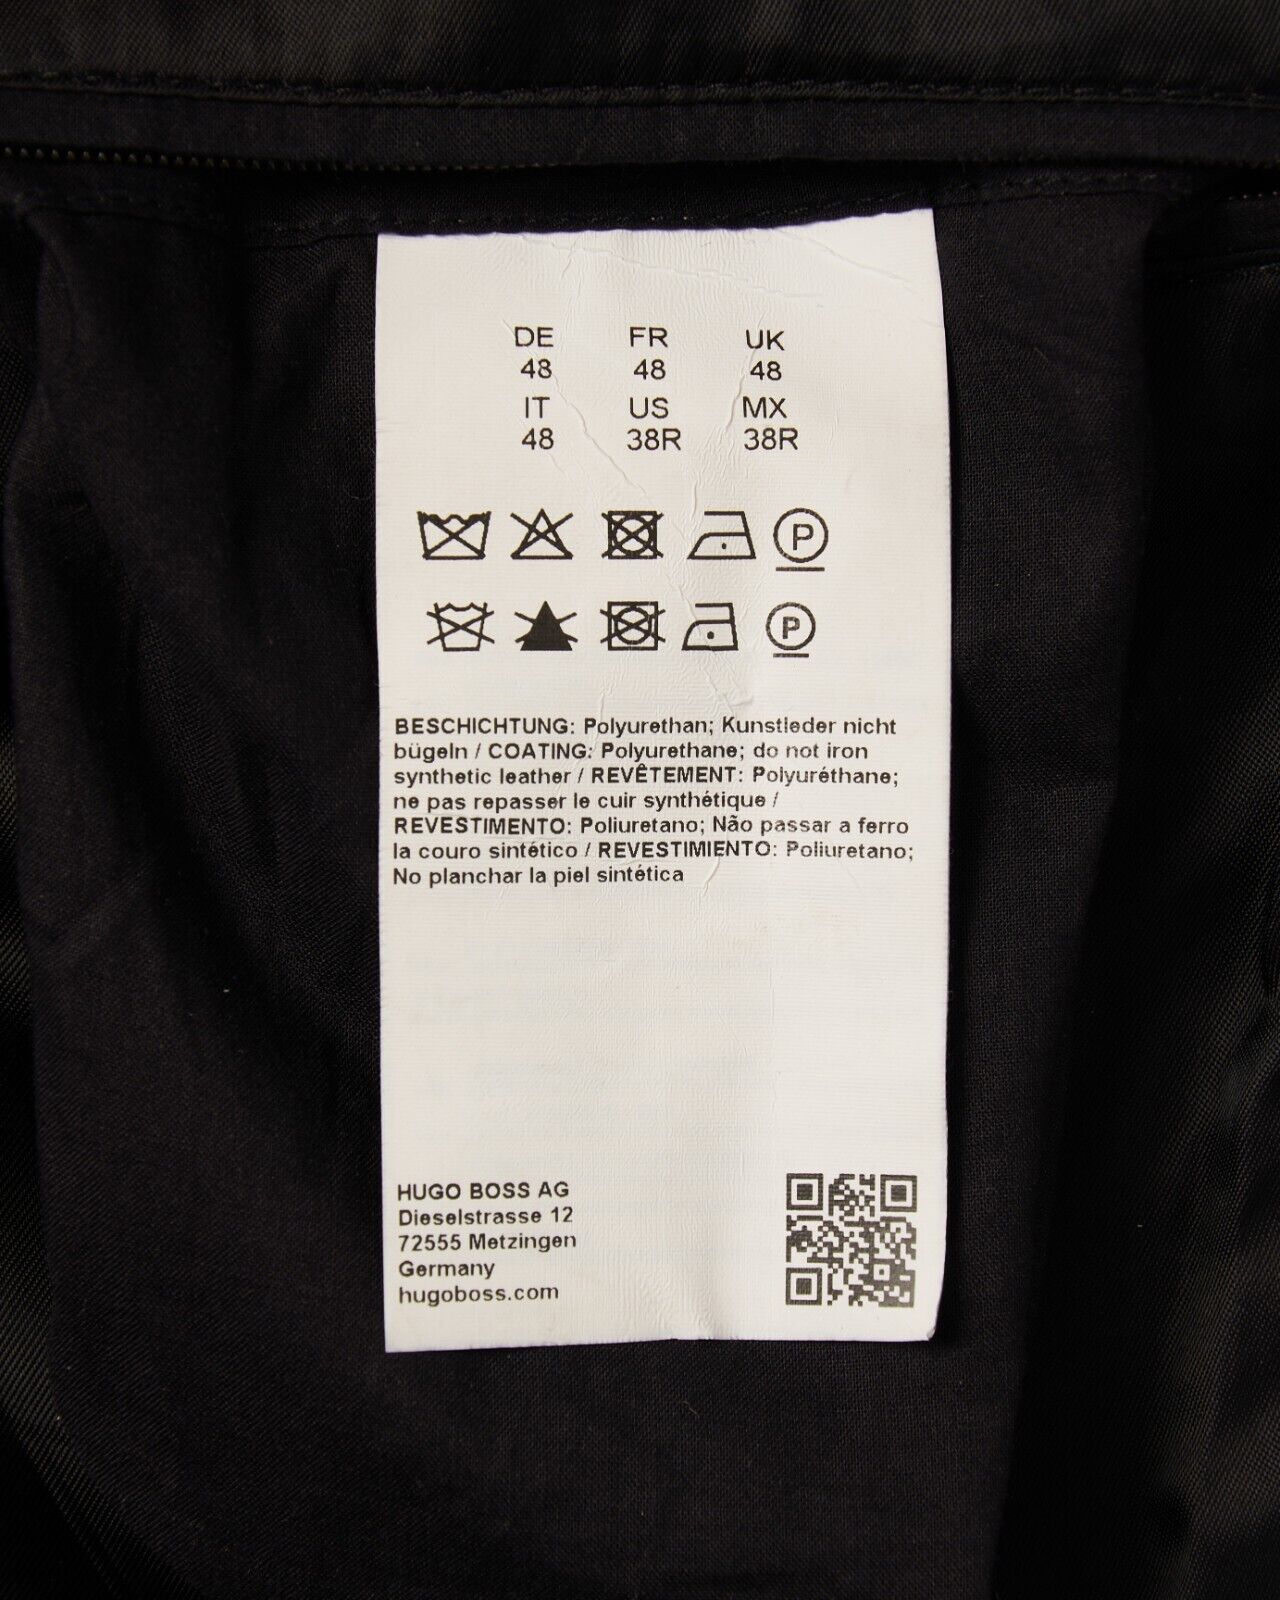 DE FR UK
48 48 48
IT US MX
48 38R 38R
P
P
BESCHICHTUNG: Polyurethan; Kunstleder nicht
bügeln / COATING: Polyurethane; do not iron
synthetic leather / REVÊTEMENT: Polyuréthane;
ne pas repasser le cuir synthétique /
REVESTIMENTO: Poliuretano; Não passar a ferro
la couro sintético / REVESTIMIENTO: Poliuretano;
No planchar la piel sintética
HUGO BOSS AG
Dieselstrasse 12
72555 Metzingen
Germany
hugoboss.com